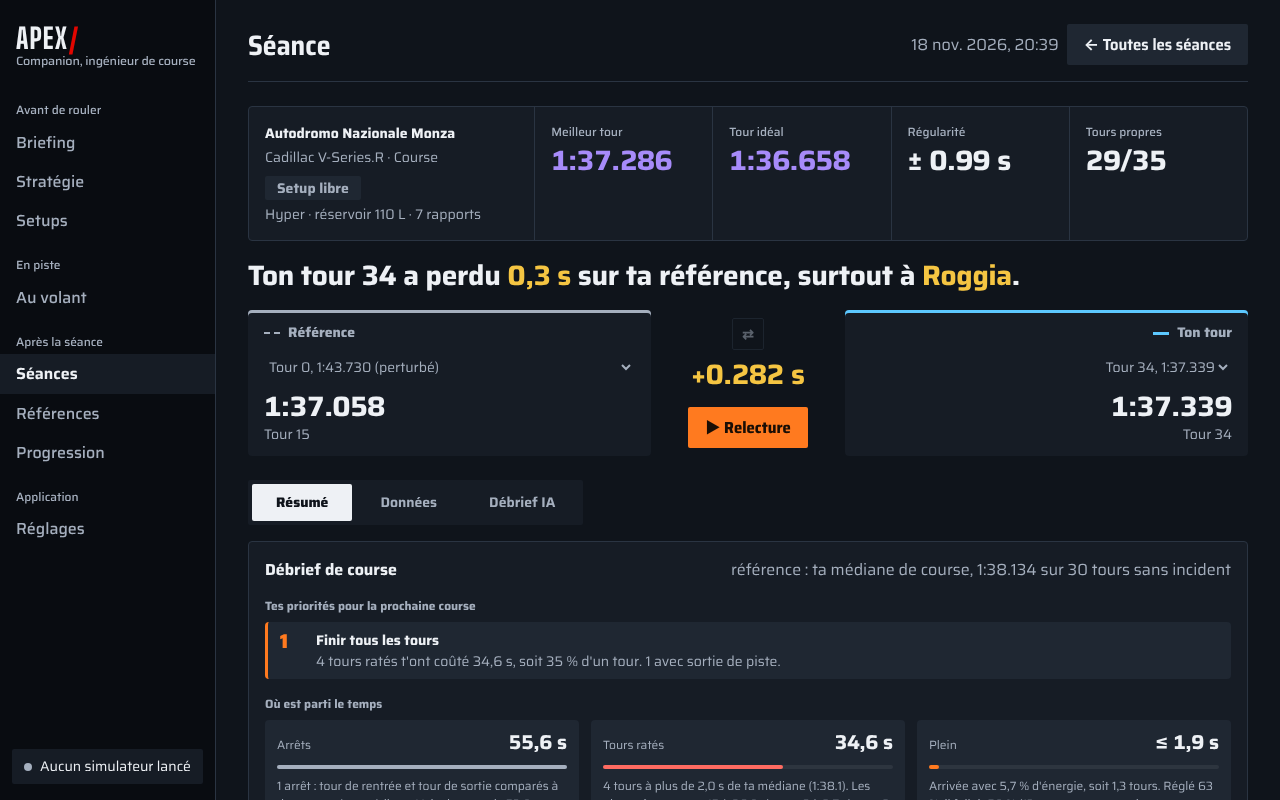 APEX/
Companion, ingénieur de course
Avant de rouler
Briefing
Stratégie
Setups
En piste
Au volant
Après la séance
Séances
Références
Progression
Application
Réglages
Aucun simulateur lancé
Séance
18 nov. 2026, 20:39
← Toutes les séances
Autodromo Nazionale Monza
Cadillac V-Series.R · Course
Setup libre
Hyper · réservoir 110 L · 7 rapports
Meilleur tour
1:37.286
Tour idéal
1:36.658
Régularité
± 0.99 s
Tours propres
29/35
Ton tour 34 a perdu 0,3 s sur ta référence, surtout à Roggia.
Référence
Tour 0, 1:43.730 (perturbé)
1:37.058
Tour 15
⇄
+0.282 s
▶ Relecture
Ton tour
Tour 34, 1:37.339
1:37.339
Tour 34
Résumé
Données
Débrief IA
Débrief de course
référence : ta médiane de course, 1:38.134 sur 30 tours sans incident
Tes priorités pour la prochaine course
1
Finir tous les tours
4 tours ratés t'ont coûté 34,6 s, soit 35 % d'un tour. 1 avec sortie de piste.
Où est parti le temps
Arrêts
55,6 s
1 arrêt : tour de rentrée et tour de sortie comparés à
Tours ratés
34,6 s
4 tours à plus de 2,0 s de ta médiane (1:38.1). Les
Plein
≤ 1,9 s
Arrivée avec 5,7 % d'énergie, soit 1,3 tours. Réglé 63